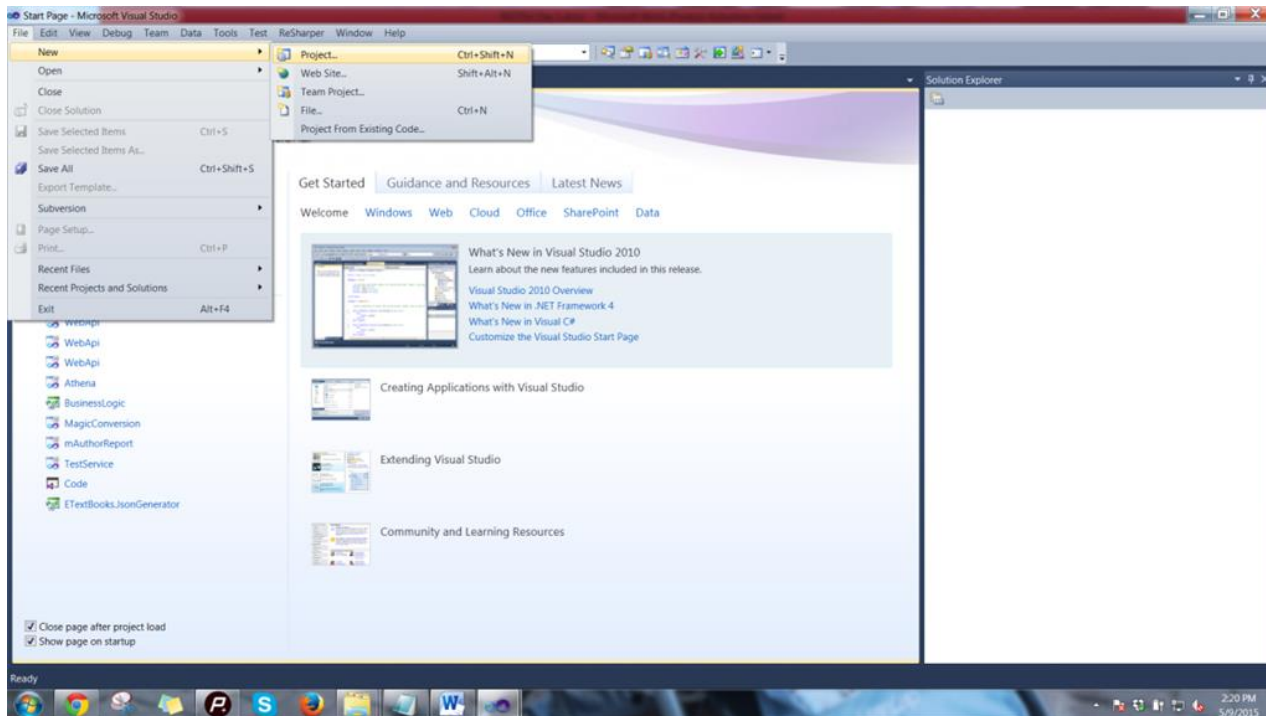 Start Page - Microsoft Visual Studio
File Edit View Debug Team Data Tools Test ReSharper Window Help
New
Open
Close
Close Solution
Save Selected Items Ctrl+S
Save Selected Items As...
Save All Ctrl+Shift+S
Export Template...
Subversion
Page Setup...
Print... Ctrl+P
Recent Files
Recent Projects and Solutions
Exit Alt+F4
Project... Ctrl+Shift+N
Web Site... Shift+Alt+N
Team Project...
File... Ctrl+N
Project From Existing Code...
Solution Explorer
Get Started Guidance and Resources Latest News
Welcome Windows Web Cloud Office SharePoint Data
What's New in Visual Studio 2010
Learn about the new features included in this release.
Visual Studio 2010 Overview
What's New in .NET Framework 4
What's New in Visual C#
Customize the Visual Studio Start Page
Creating Applications with Visual Studio
Extending Visual Studio
Community and Learning Resources
WebApi
WebApi
WebApi
Athena
BusinessLogic
MagicConversion
mAuthorReport
TestService
Code
ETextBooks.JsonGenerator
Close page after project load
Show page on startup
Ready
2:20 PM
5/9/2015